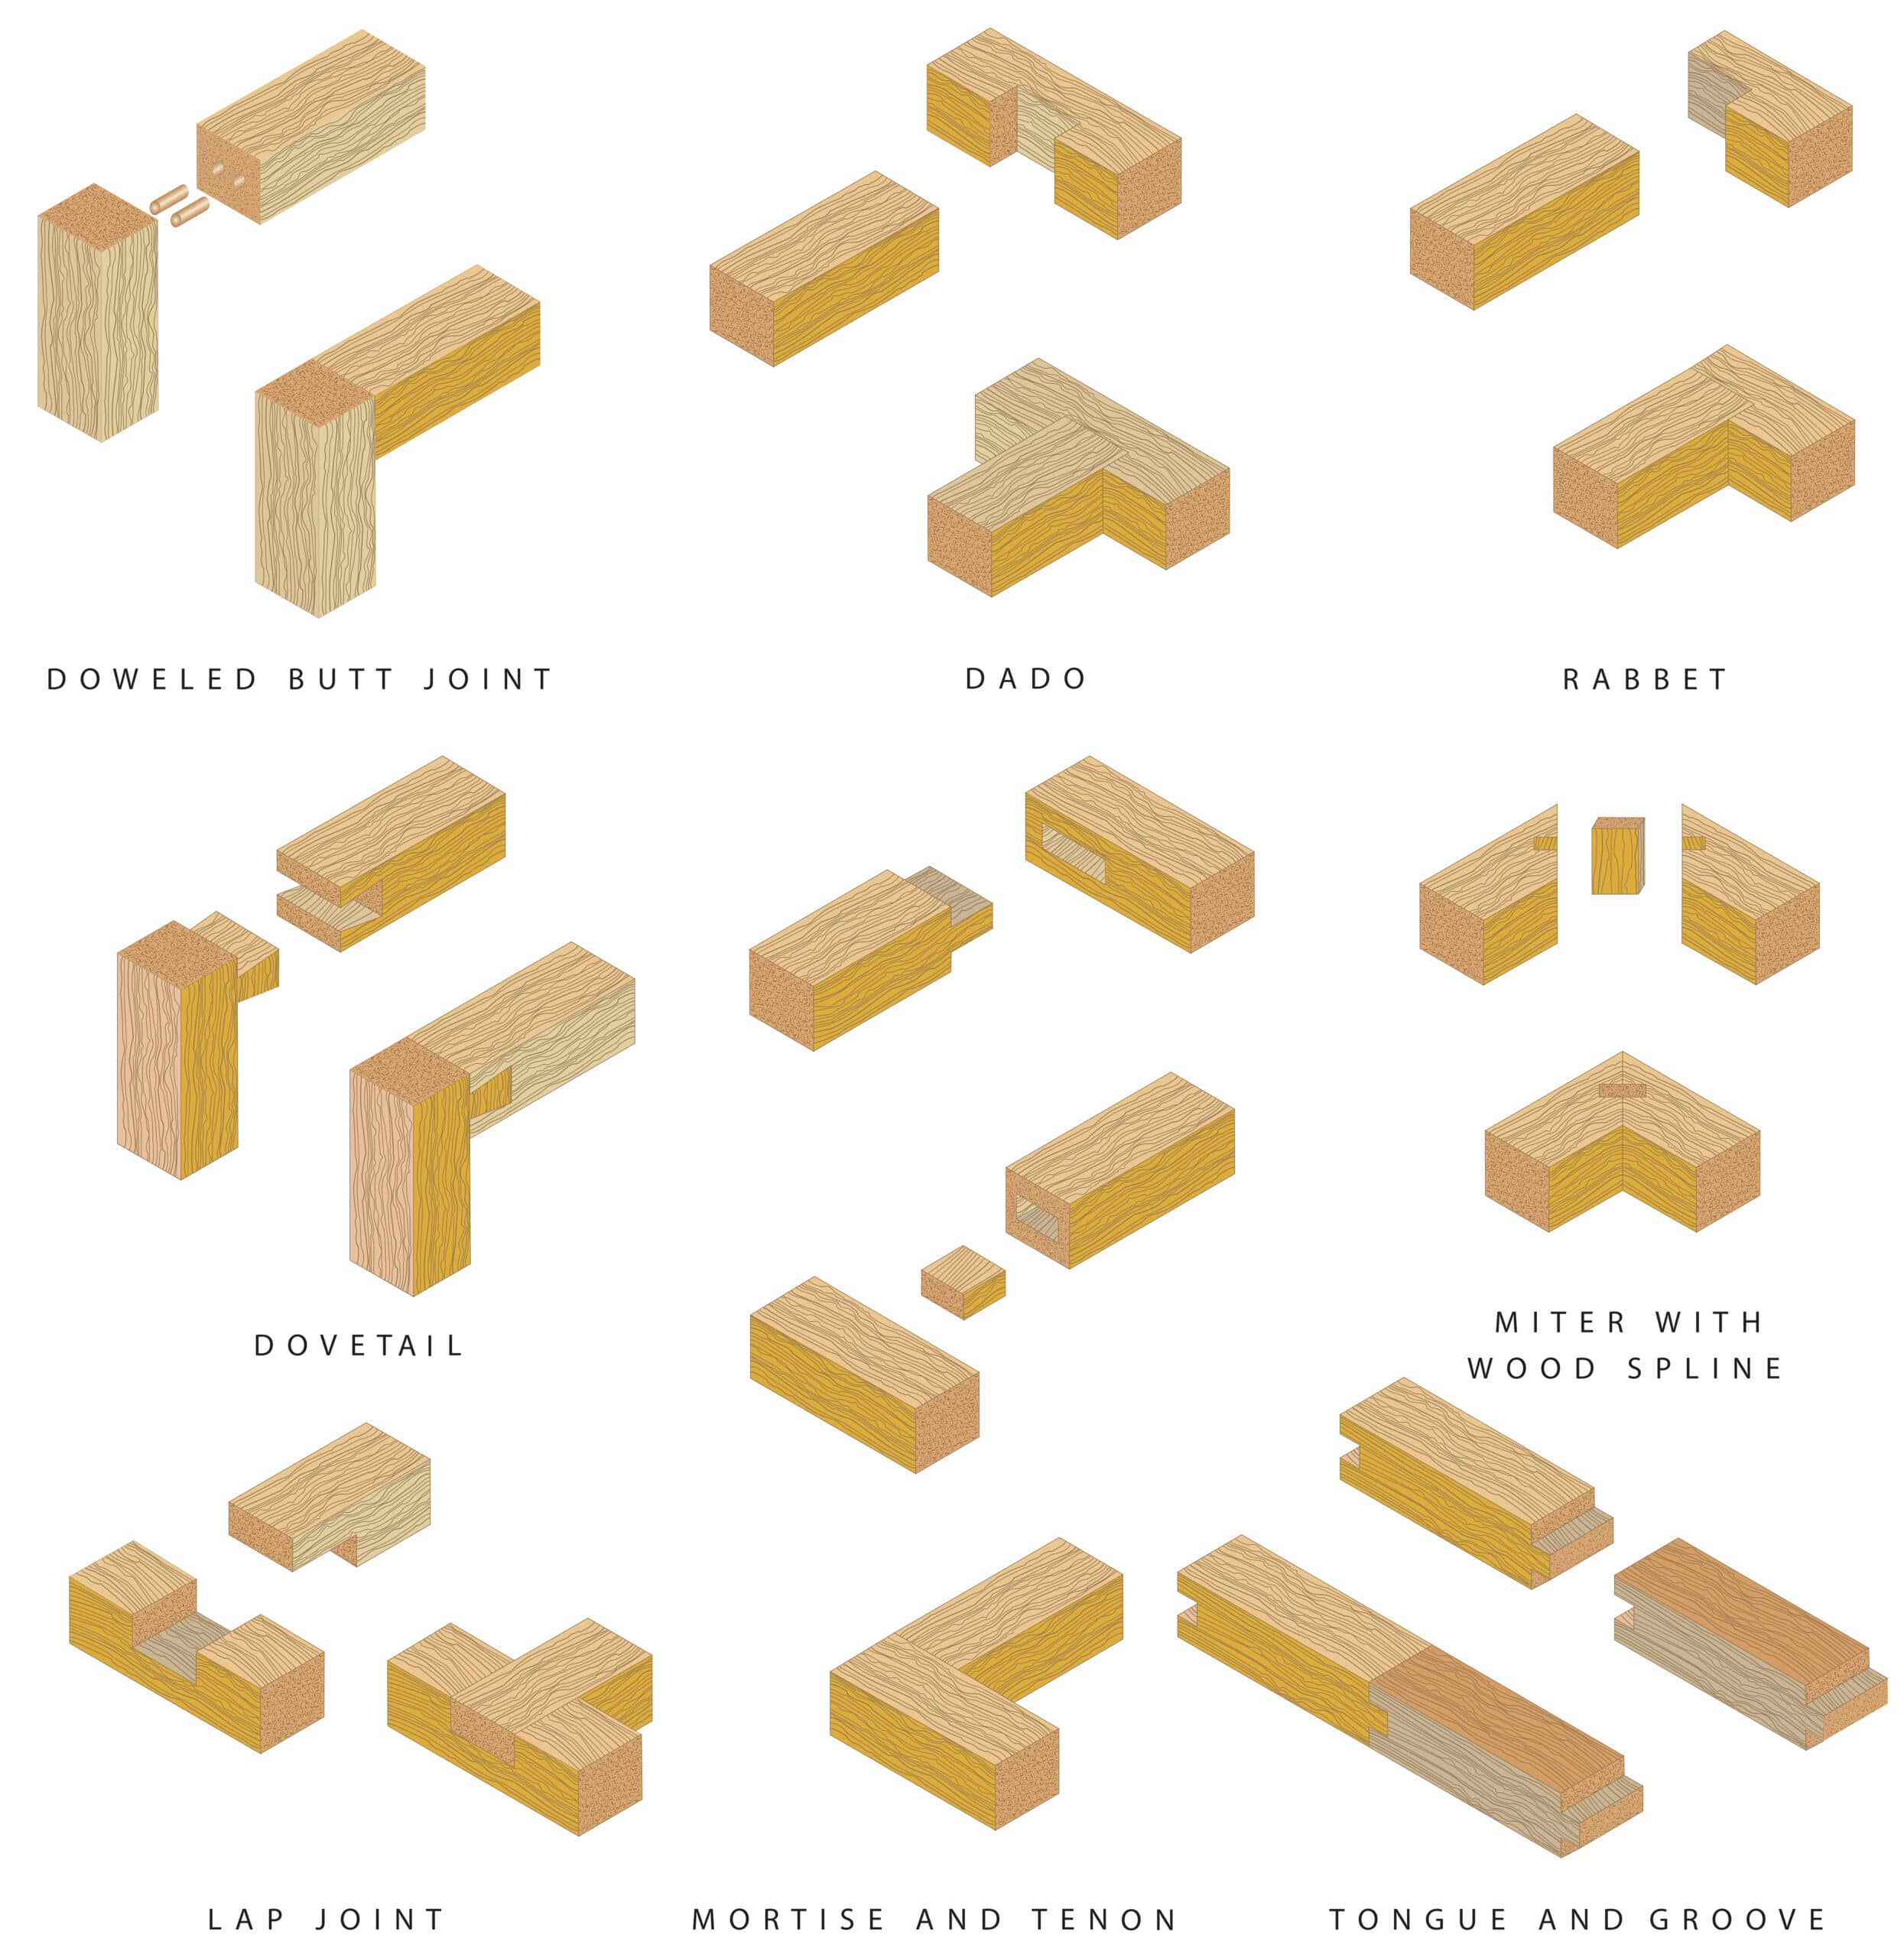 DOWELED BUTT JOINT
DADO
RABBET
DOVETAIL
MITER WITH
WOOD SPLINE
LAP JOINT
MORTISE AND TENON
TONGUE AND GROOVE